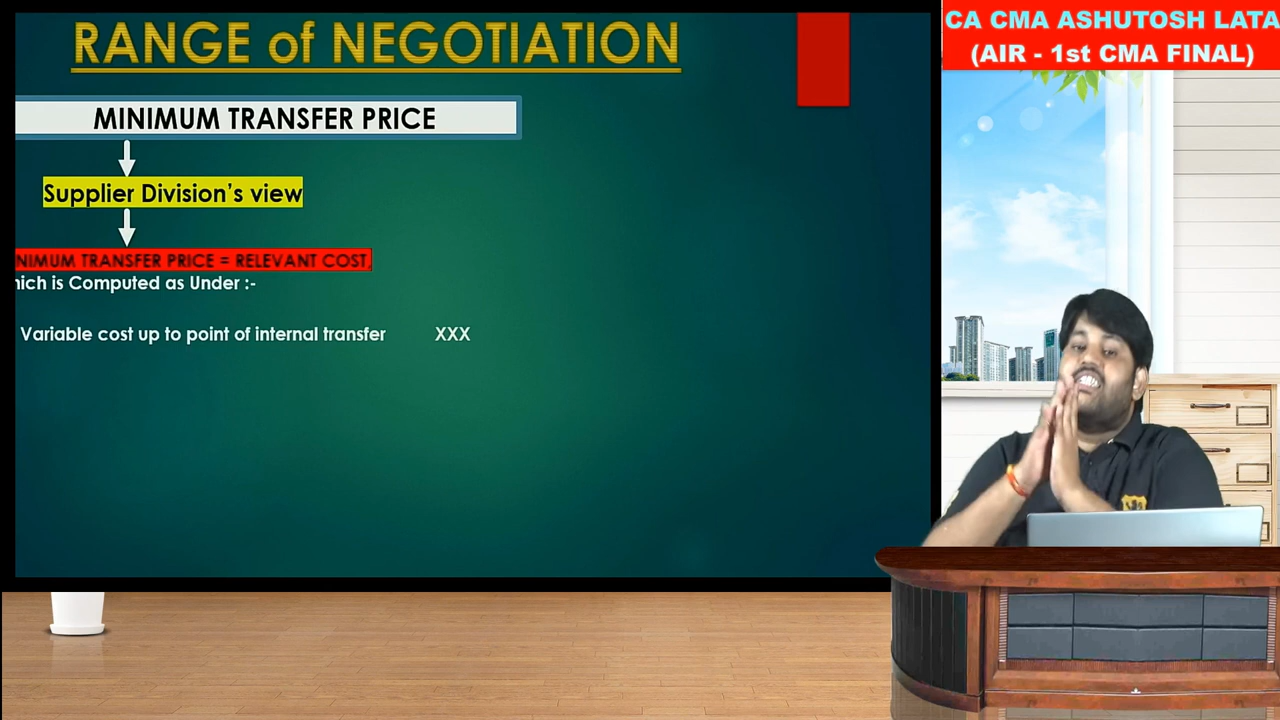 RANGE of NEGOTIATION
MINIMUM TRANSFER PRICE
Supplier Division's view
NIMUM TRANSFER PRICE = RELEVANT COST,
hich is Computed as Under :-
Variable cost up to point of internal transfer XXX
CA CMA ASHUTOSH LATA
(AIR - 1st CMA FINAL)